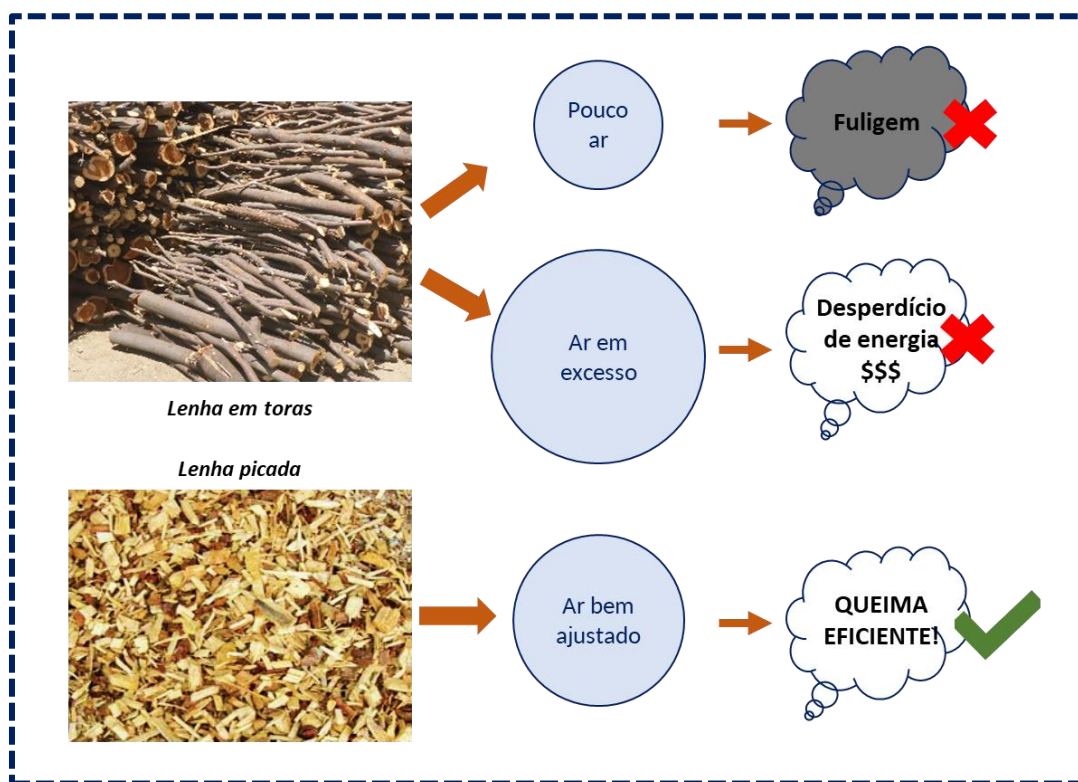 Pouco
ar
Fuligem
Lenha em toras
Ar em
excesso
Desperdício
de energia
$$$
Lenha picada
Ar bem
ajustado
QUEIMA
EFICIENTE!